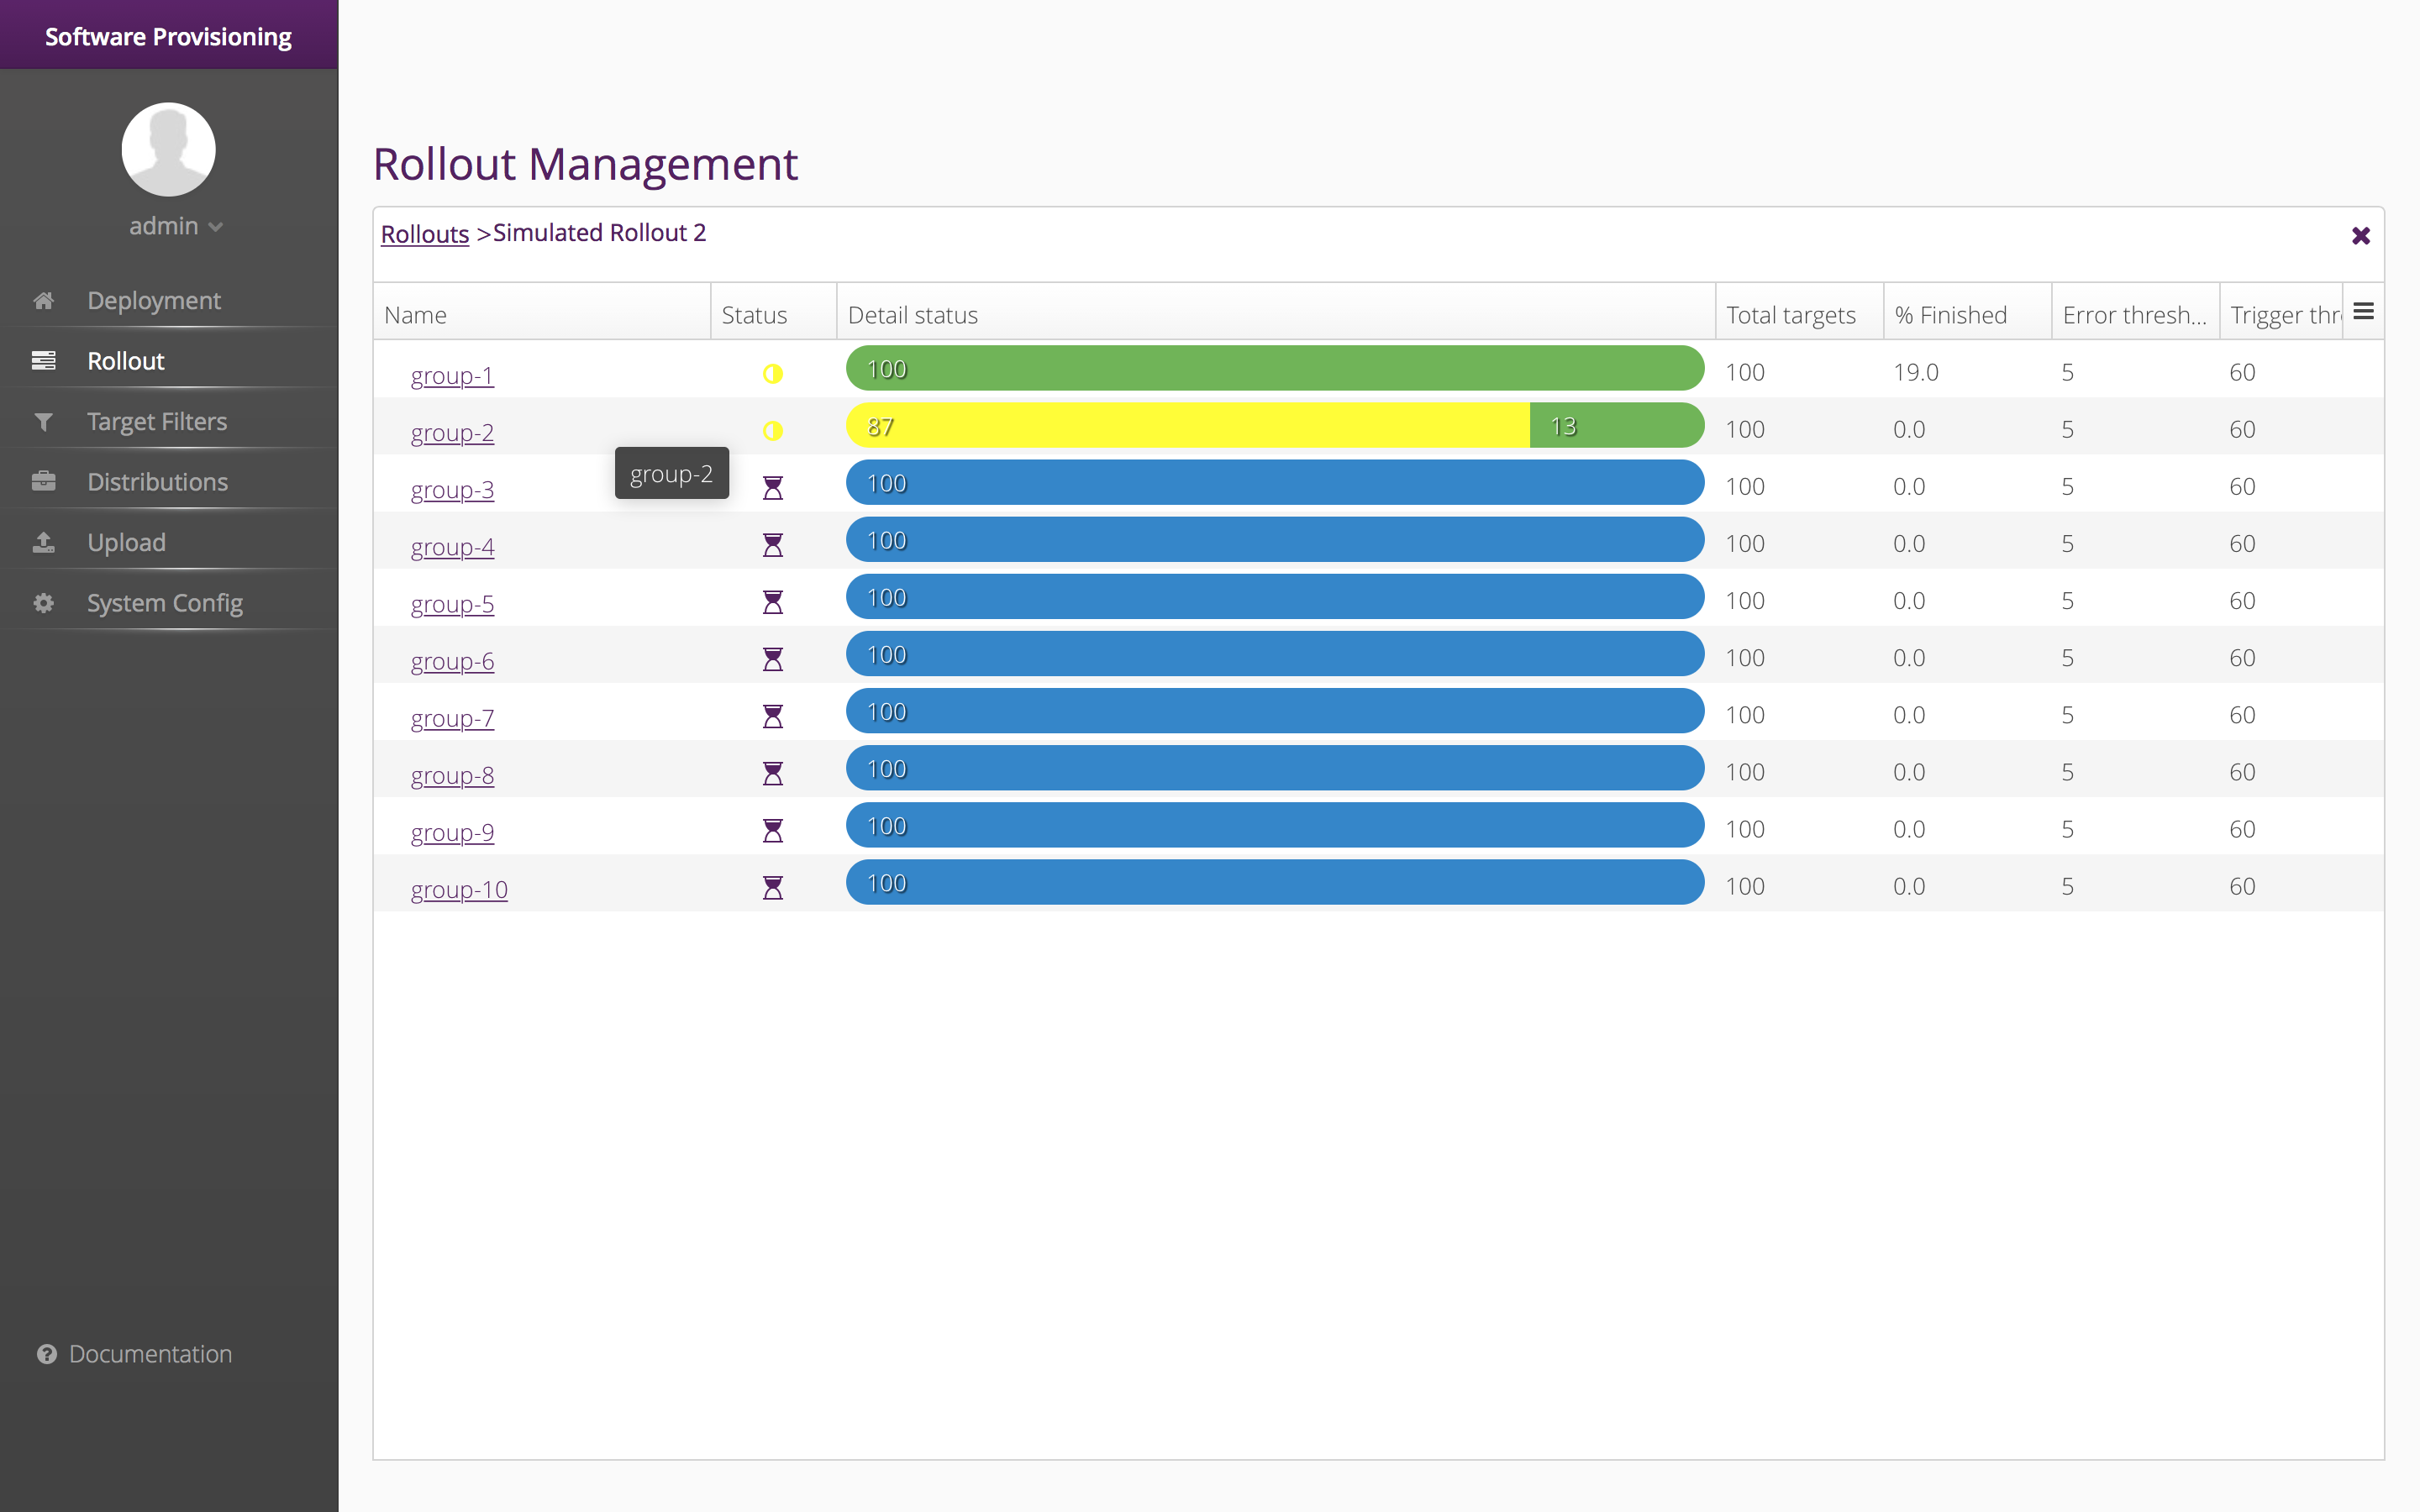 Software Provisioning
admin
Deployment
Rollout
Target Filters
Distributions
Upload
System Config
Documentation
Rollout Management
Rollouts >Simulated Rollout 2
Name Status Detail status Total targets % Finished Error thresh... Trigger thr
group-1 100 100 19.0 5 60
group-2 87 13 100 0.0 5 60
group-2
group-3 100 100 0.0 5 60
group-4 100 100 0.0 5 60
group-5 100 100 0.0 5 60
group-6 100 100 0.0 5 60
group-7 100 100 0.0 5 60
group-8 100 100 0.0 5 60
group-9 100 100 0.0 5 60
group-10 100 100 0.0 5 60